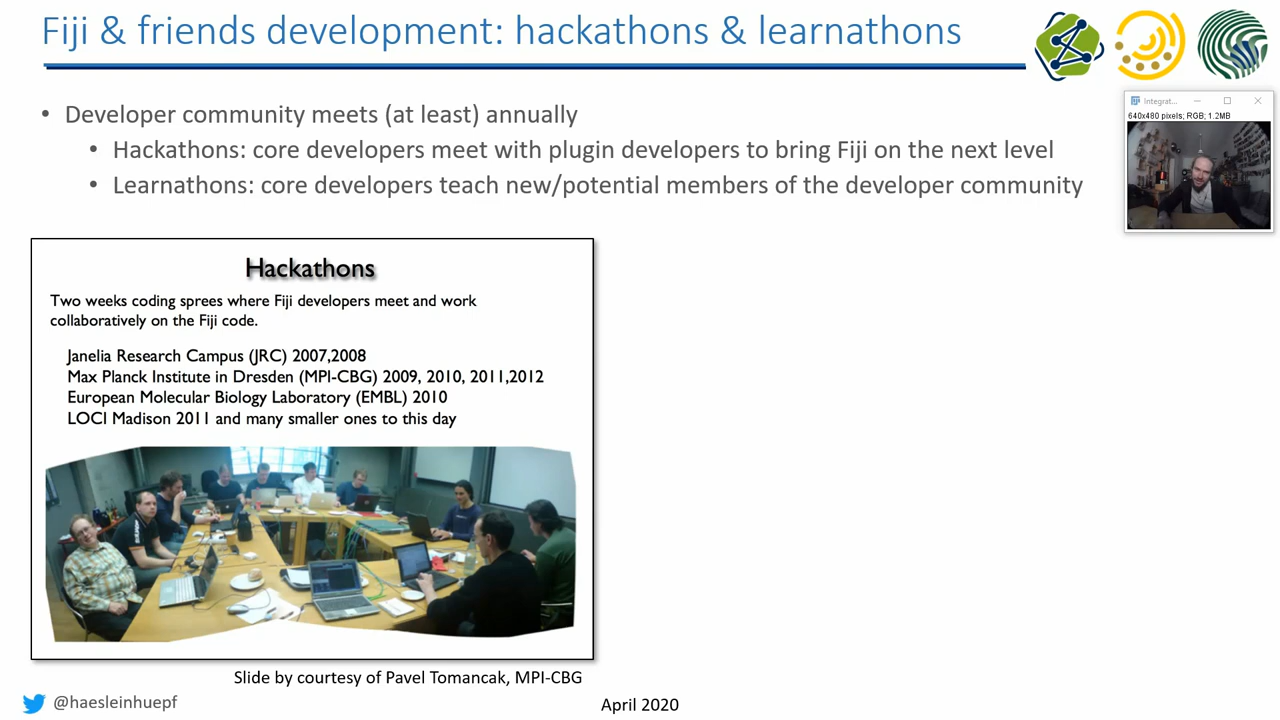 Fiji & friends development: hackathons & learnathons
• Developer community meets (at least) annually
• Hackathons: core developers meet with plugin developers to bring Fiji on the next level
• Learnathons: core developers teach new/potential members of the developer community
Integrat...
640x480 pixels; RGB; 1.2MB
Hackathons
Two weeks coding sprees where Fiji developers meet and work
collaboratively on the Fiji code.
Janelia Research Campus (JRC) 2007,2008
Max Planck Institute in Dresden (MPI-CBG) 2009, 2010, 2011,2012
European Molecular Biology Laboratory (EMBL) 2010
LOCI Madison 2011 and many smaller ones to this day
Slide by courtesy of Pavel Tomancak, MPI-CBG
@haesleinhuepf
April 2020